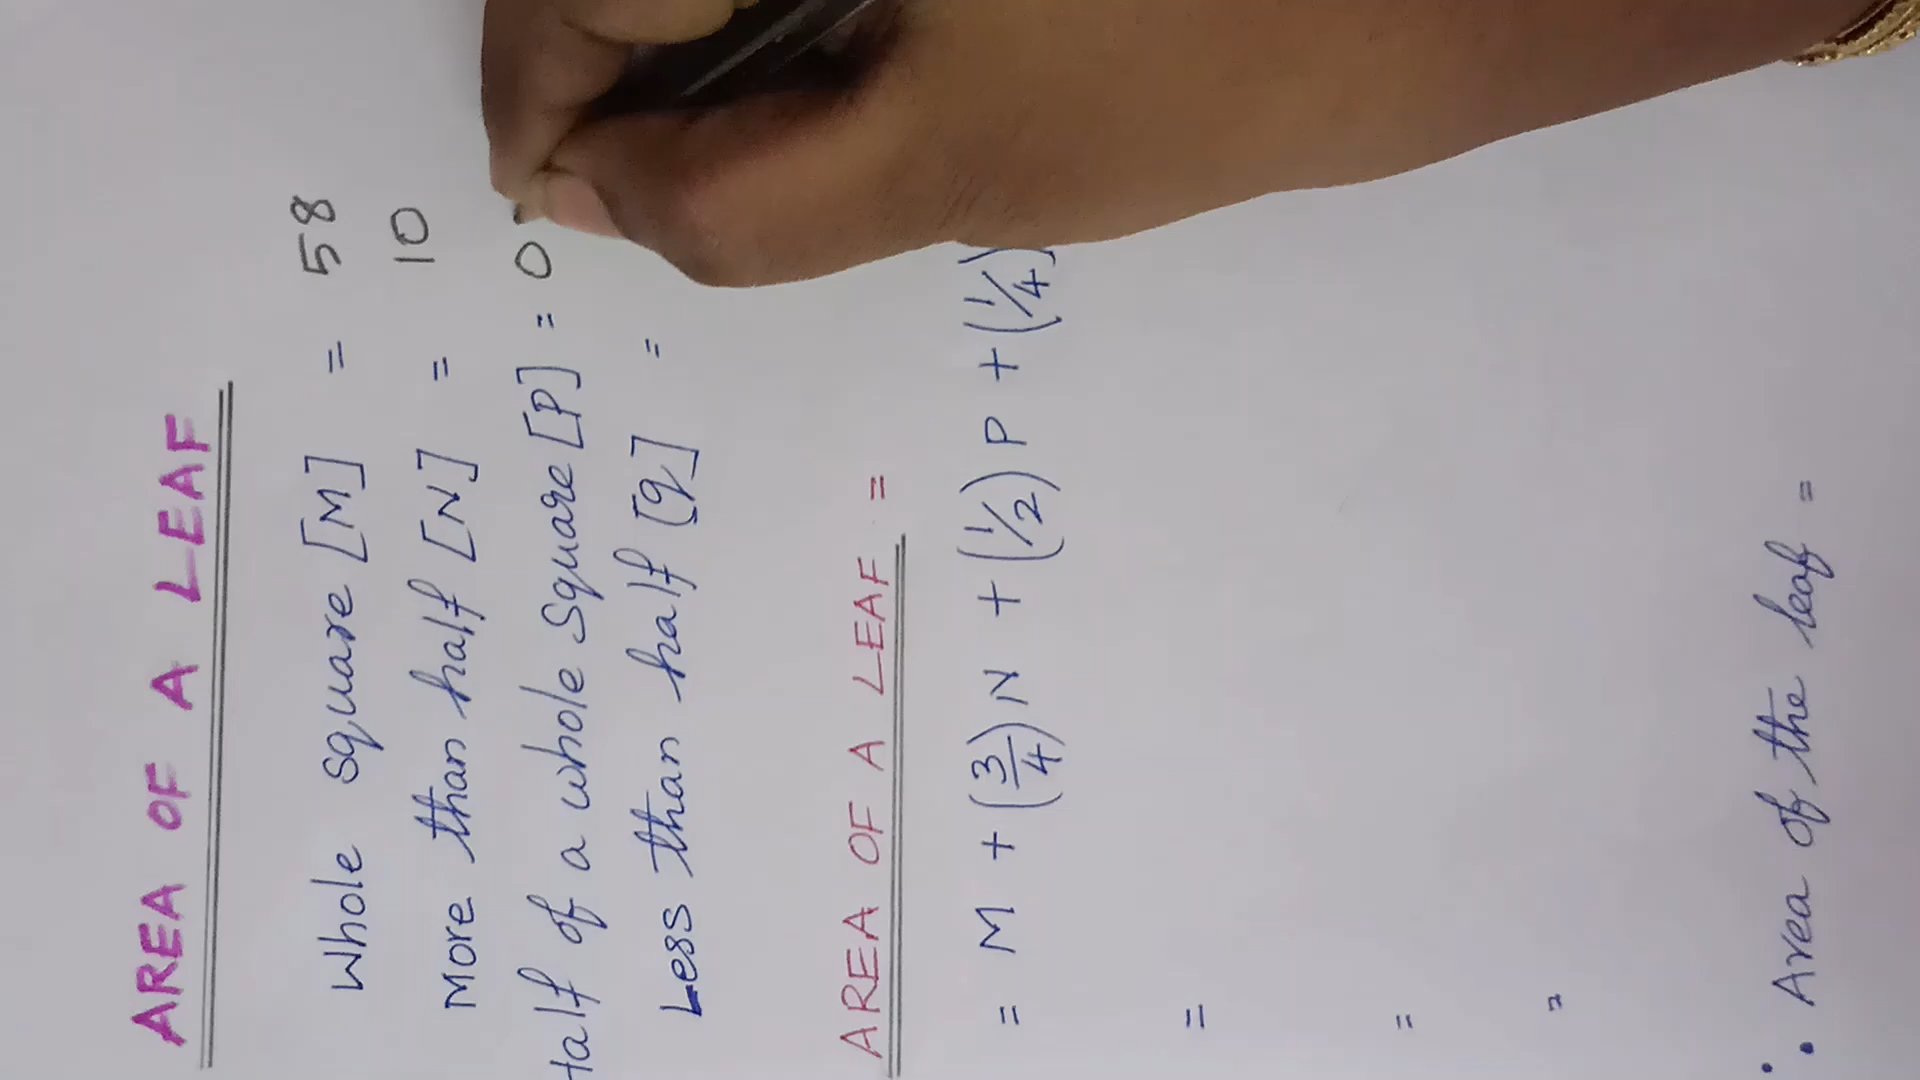 AREA OF A LEAF
Whole square [M] = 58
More than half [N] = 10
Half of a whole square [P] = 0
Less than half [q] =
AREA OF A LEAF =
= M + (3/4) N + (1/2) P + (1/4)
=
=
=
∴ Area of the leaf =